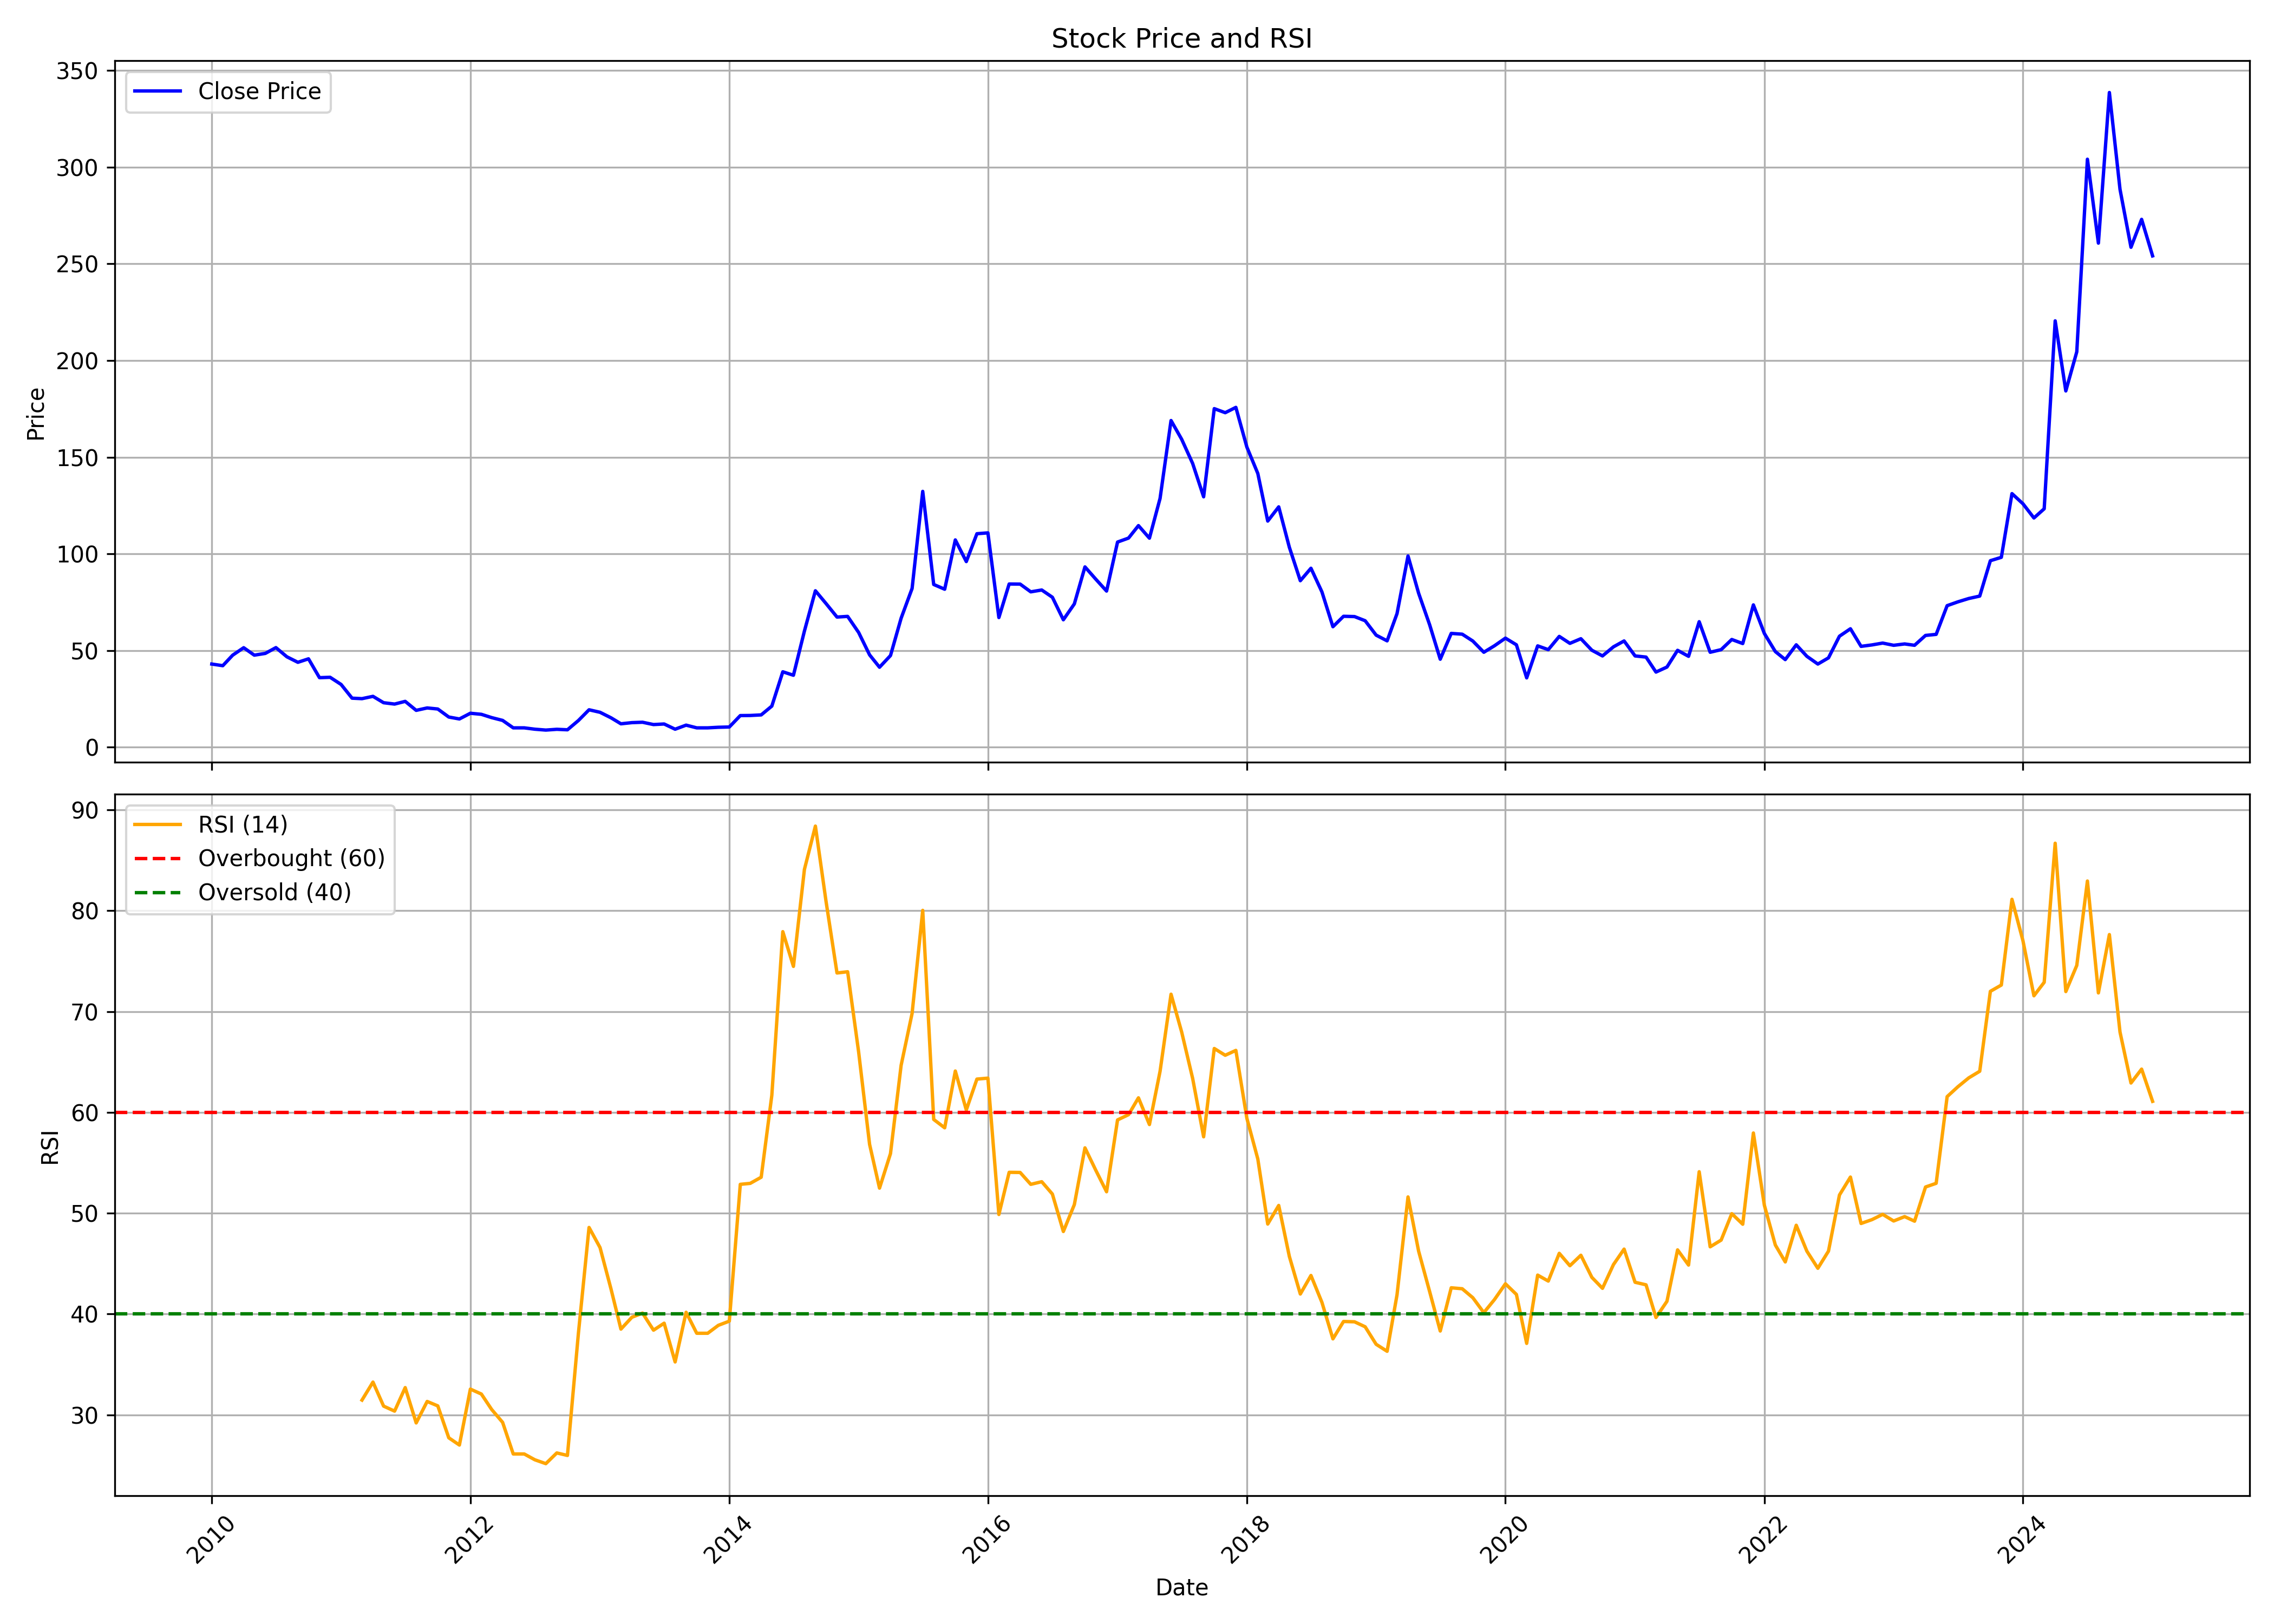 Stock Price and RSI
350
300
250
200
150
100
50
0
Price
Close Price
90
80
70
60
50
40
30
RSI
RSI (14)
Overbought (60)
Oversold (40)
2010
2012
2014
2016
2018
2020
2022
2024
Date